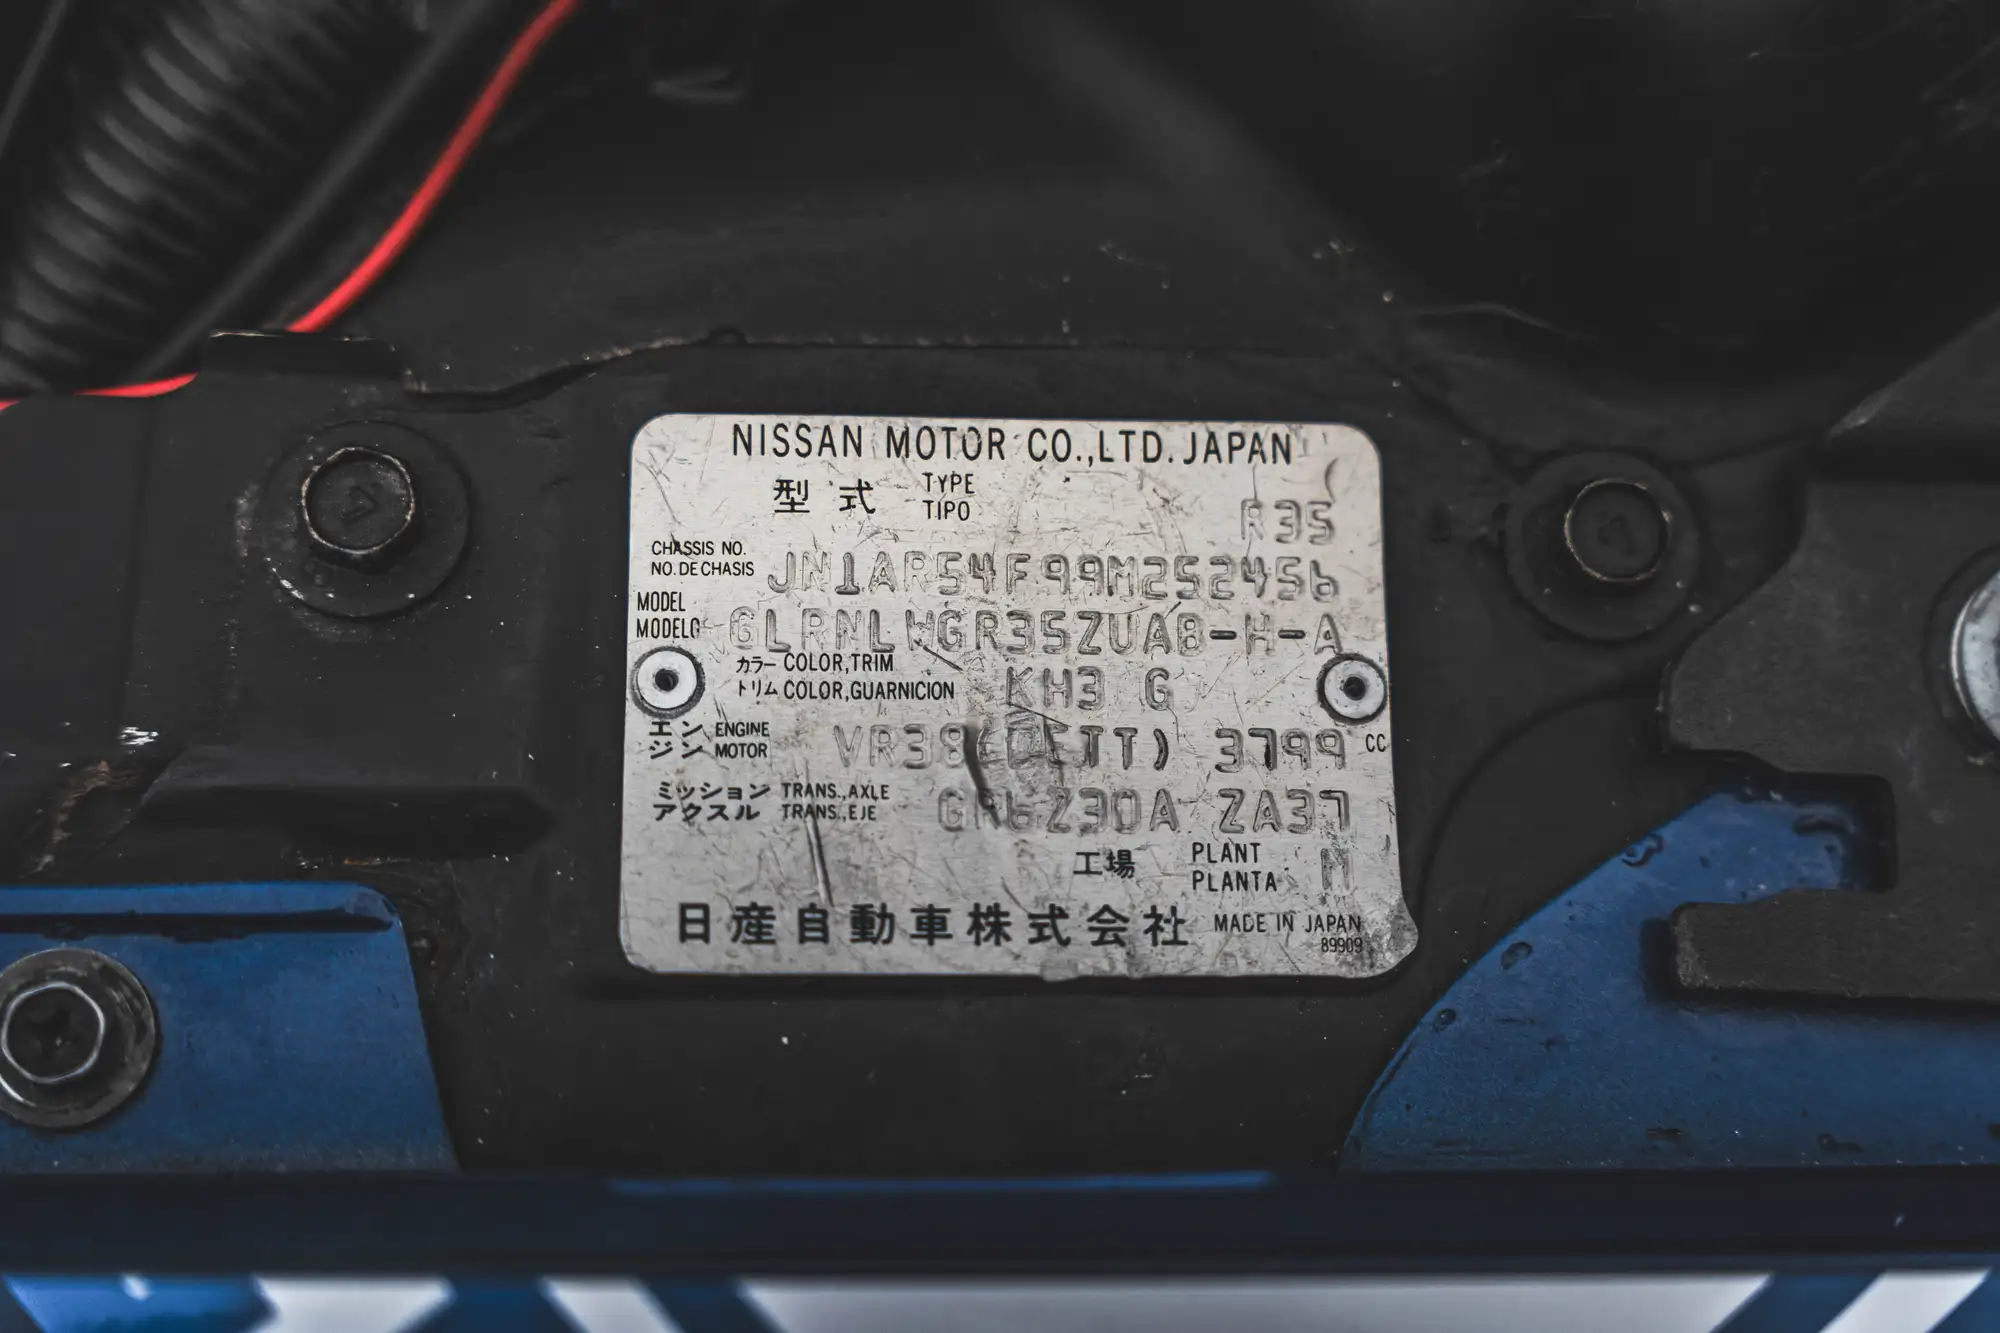 NISSAN MOTOR CO.,LTD. JAPAN
型式 TYPE
TIPO
R35
CHASSIS NO.
NO. DE CHASIS
JN1AR54F99M252456
MODEL
MODELO
GLRNLWGR35ZUAB-H-A
カラー COLOR,TRIM
トリム COLOR,GUARNICION
KH3 G
エン ENGINE
ジン MOTOR
VR38(DETT) 3799 CC
ミッション TRANS.,AXLE
アクスル TRANS.,EJE
GR6Z30A ZA37
工場 PLANT
PLANTA
M
日産自動車株式会社 MADE IN JAPAN
89909